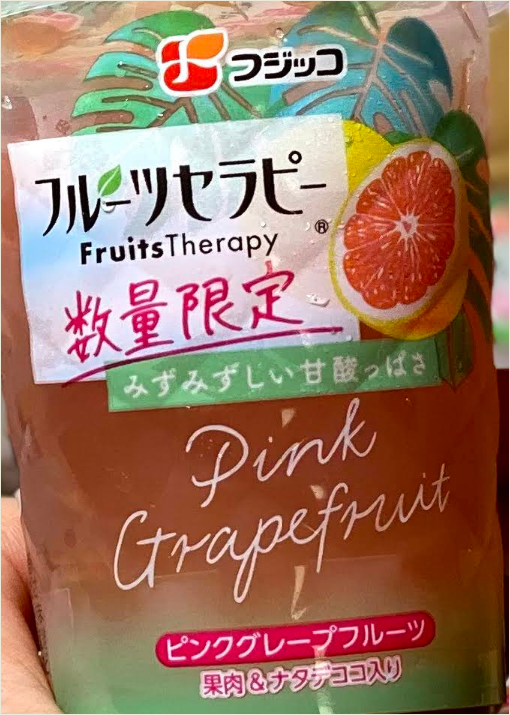 フジッコ
フルーツセラピー
®
FruitsTherapy
数量限定
みずみずしい甘酸っぱさ
Pink
Grapefruit
ピンクグレープフルーツ
果肉&ナタデココ入り